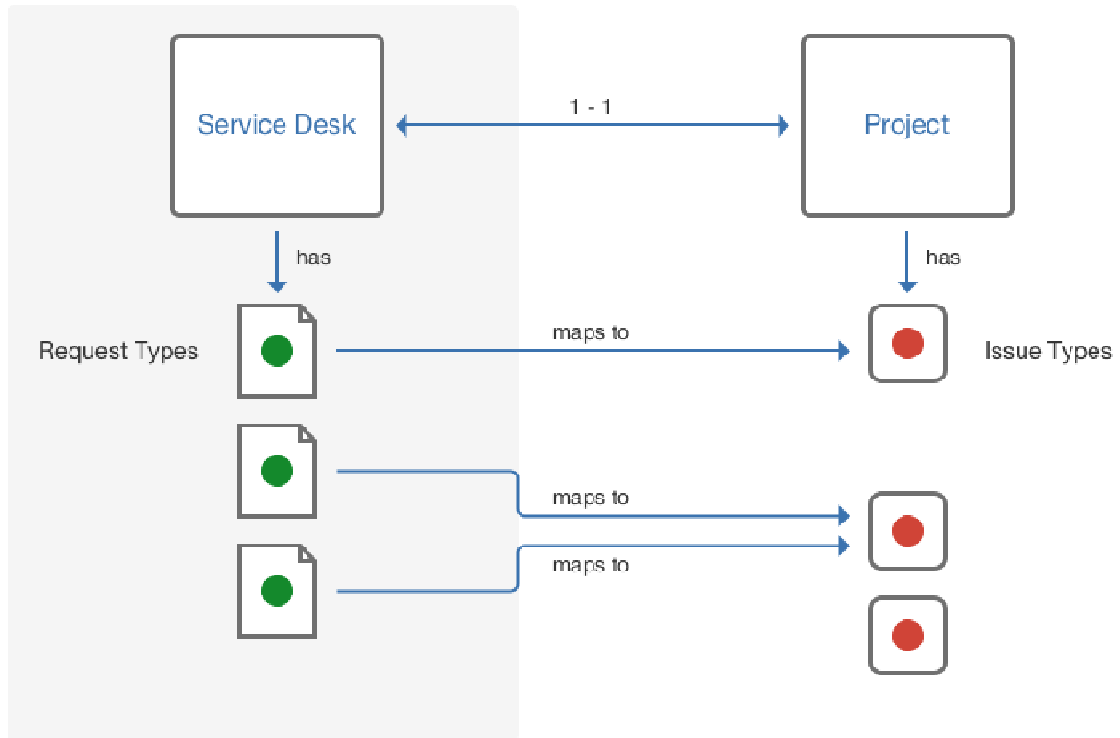 1 - 1
Service Desk
Project
has
has
maps to
Request Types
Issue Types
maps to
maps to